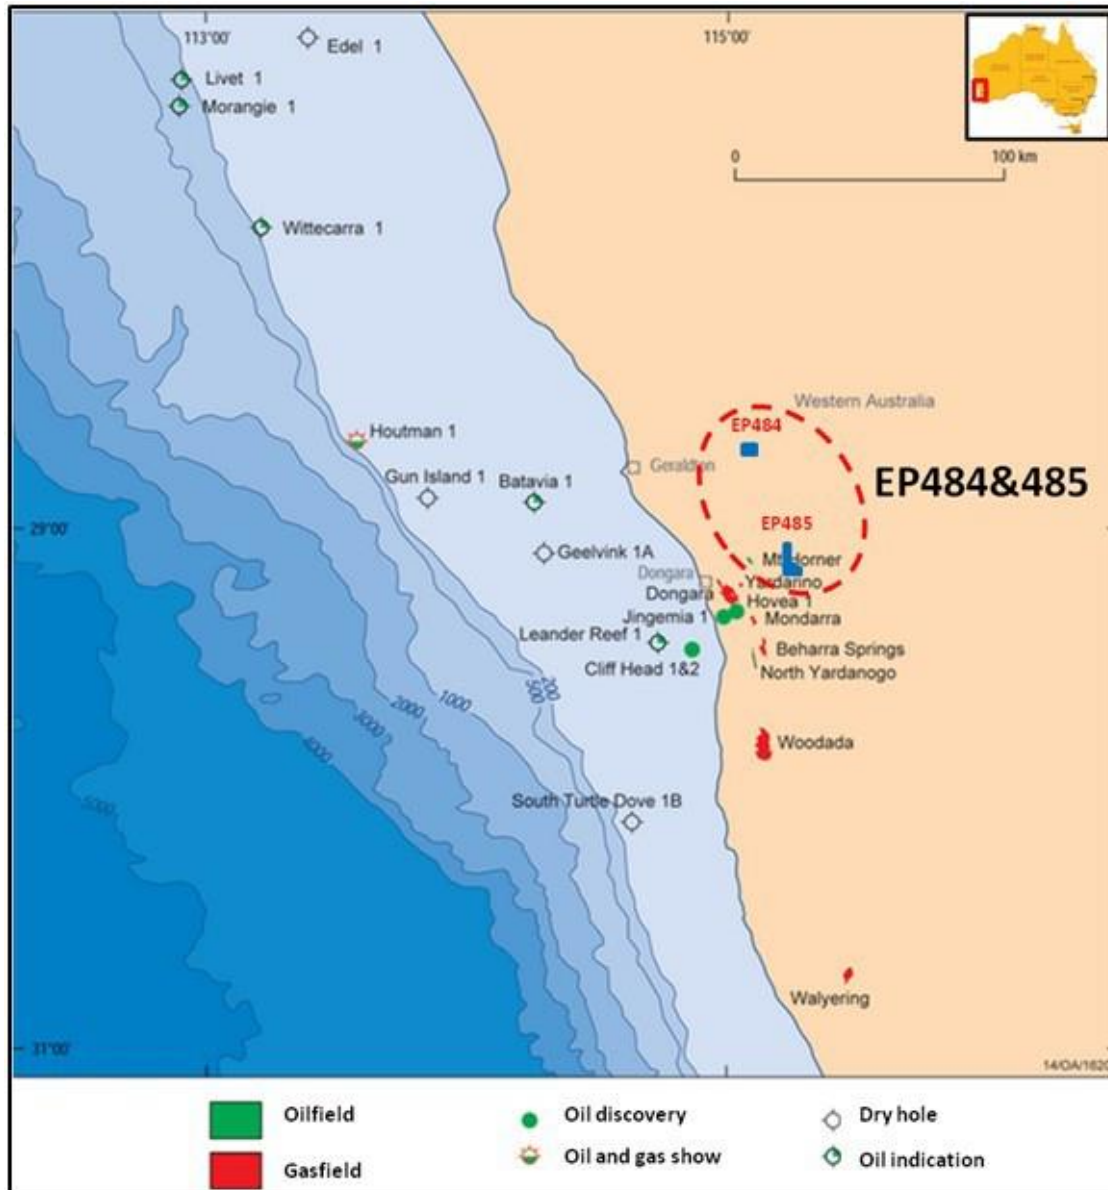 113°00'
115°00'
Edel 1
Livet 1
Morangie 1
0
100 km
Wittecarra 1
Western Australia
EP484
Houtman 1
Geraldton
EP484&485
Gun Island 1
Batavia 1
29°00'
EP485
Geelvink 1A
Mt Horner
Dongara
Yardarino
Dongara
Hovea 1
Jingemia 1
Mondarra
Leander Reef 1
Beharra Springs
Cliff Head 1&2
North Yardanogo
200
500
1000
2000
3000
4000
5000
Woodada
South Turtle Dove 1B
Walyering
31°00'
14/OA/1620
Oilfield
Oil discovery
Dry hole
Gasfield
Oil and gas show
Oil indication